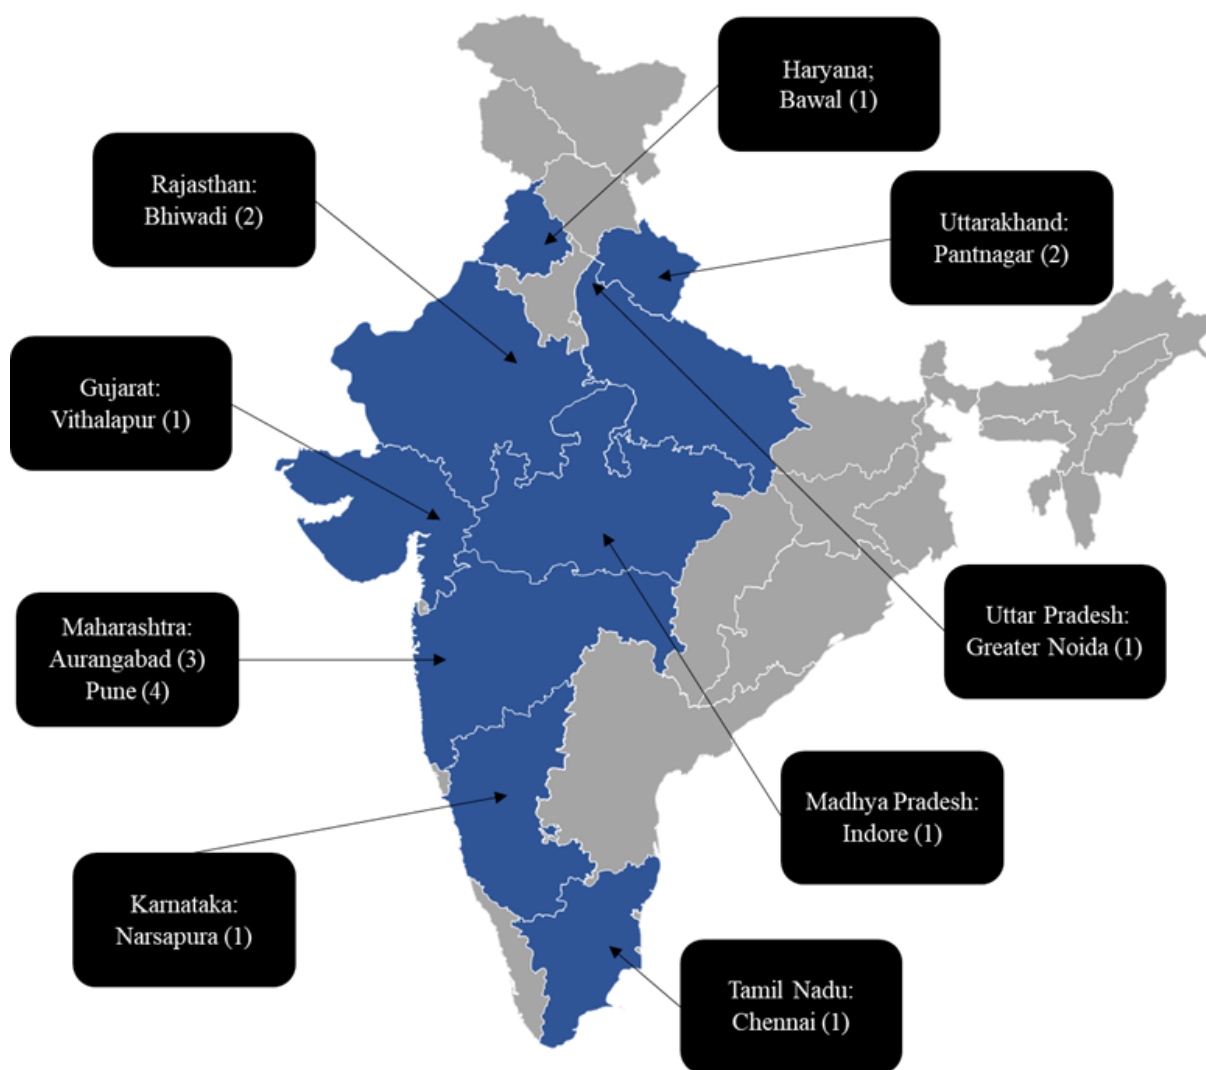 Haryana;
Bawal (1)
Rajasthan:
Bhiwadi (2)
Uttarakhand:
Pantnagar (2)
Gujarat:
Vithalapur (1)
Maharashtra:
Aurangabad (3)
Pune (4)
Uttar Pradesh:
Greater Noida (1)
Madhya Pradesh:
Indore (1)
Karnataka:
Narsapura (1)
Tamil Nadu:
Chennai (1)